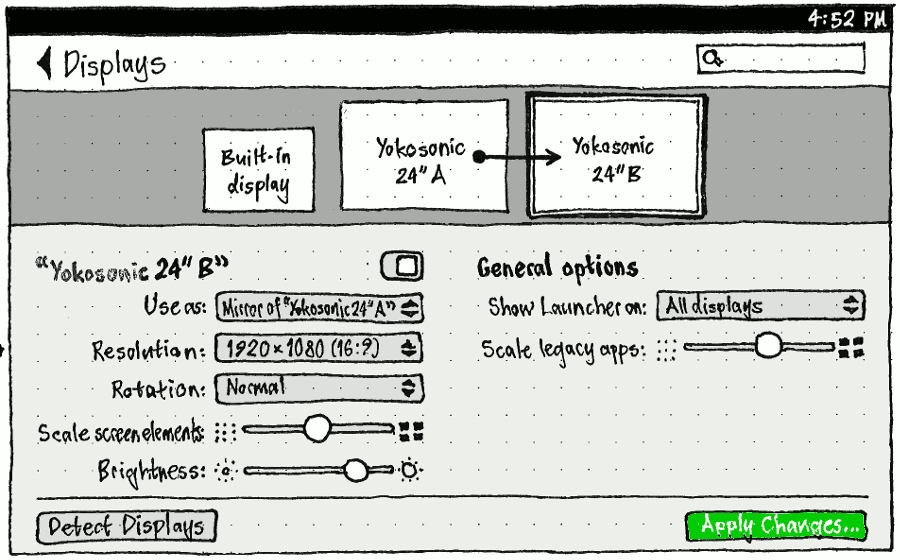 4:52 PM
Displays
Built-in
display
Yokosonic
24" A
Yokosonic
24" B
"Yokosonic 24" B"
Use as: Mirror of "Yokosonic 24" A"
Resolution: 1920 × 1080 (16:9)
Rotation: Normal
Scale screen elements:
Brightness:
General options
Show Launcher on: All displays
Scale legacy apps:
Detect Displays
Apply Changes...